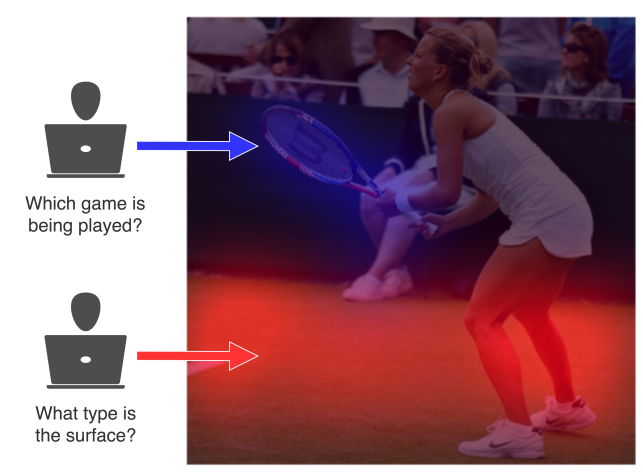 Which game is
being played?
What type is
the surface?